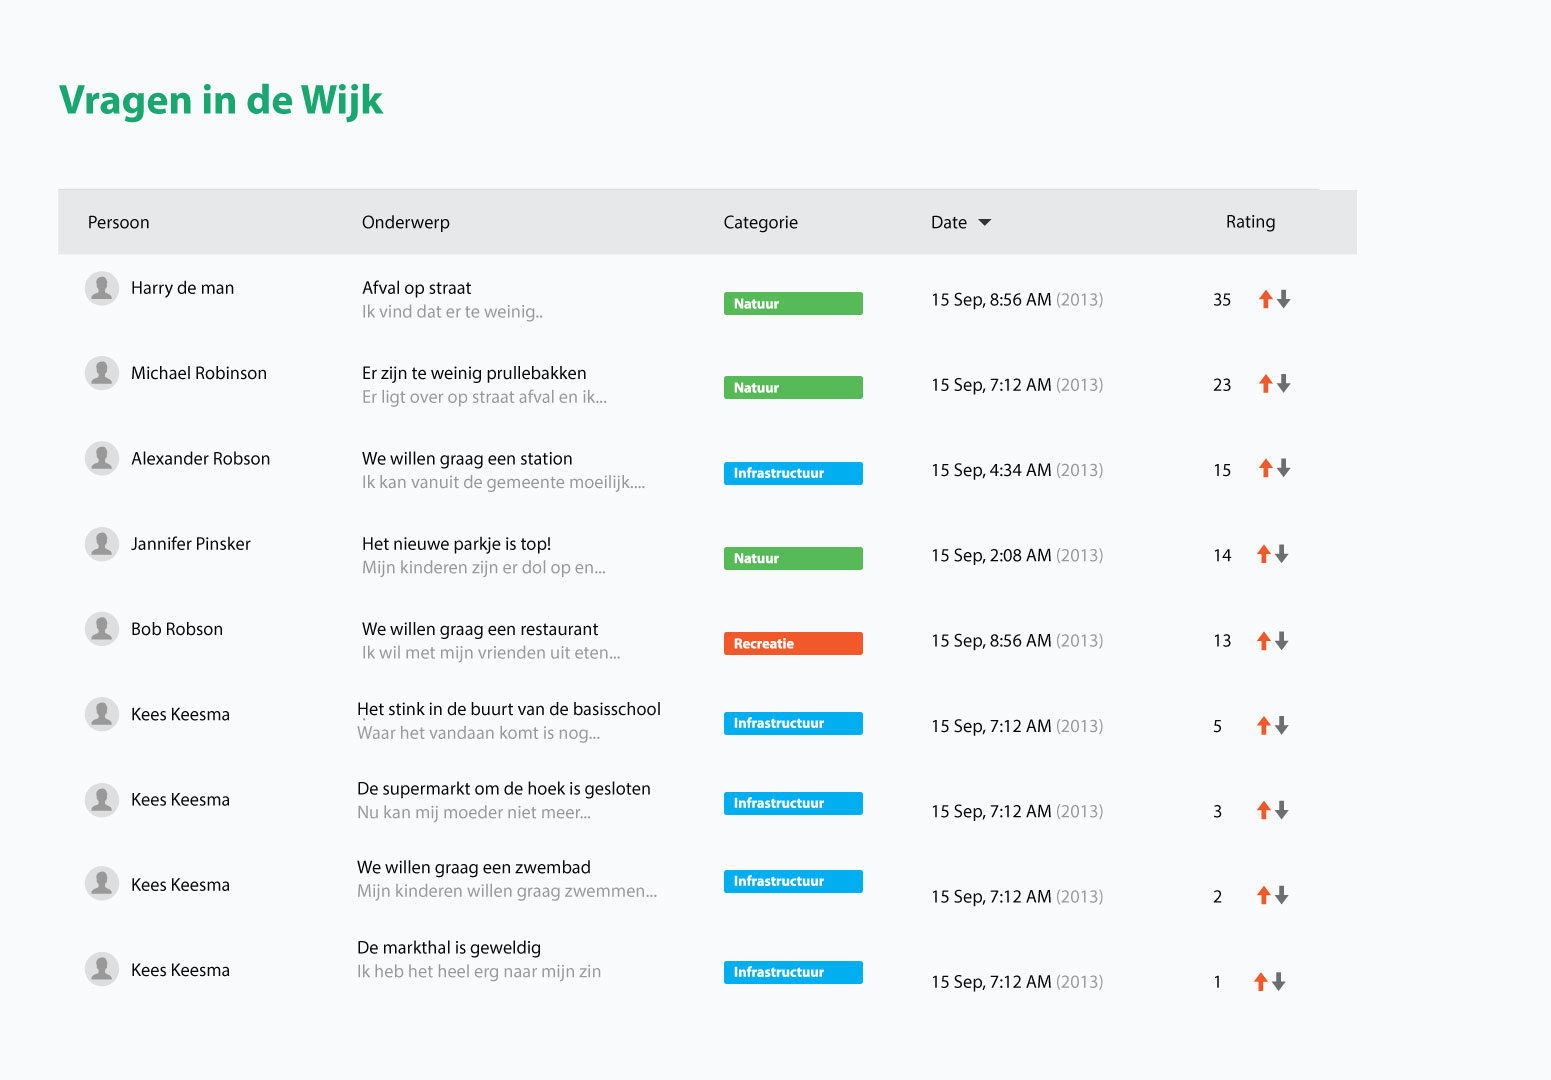 Vragen in de Wijk
Persoon Onderwerp Categorie Date Rating
Harry de man Afval op straat Natuur 15 Sep, 8:56 AM (2013) 35
Ik vind dat er te weinig..
Michael Robinson Er zijn te weinig prullebakken Natuur 15 Sep, 7:12 AM (2013) 23
Er ligt over op straat afval en ik...
Alexander Robson We willen graag een station Infrastructuur 15 Sep, 4:34 AM (2013) 15
Ik kan vanuit de gemeente moeilijk....
Jannifer Pinsker Het nieuwe parkje is top! Natuur 15 Sep, 2:08 AM (2013) 14
Mijn kinderen zijn er dol op en...
Bob Robson We willen graag een restaurant Recreatie 15 Sep, 8:56 AM (2013) 13
Ik wil met mijn vrienden uit eten...
Kees Keesma Het stink in de buurt van de basisschool Infrastructuur 15 Sep, 7:12 AM (2013) 5
Waar het vandaan komt is nog...
Kees Keesma De supermarkt om de hoek is gesloten Infrastructuur 15 Sep, 7:12 AM (2013) 3
Nu kan mij moeder niet meer...
Kees Keesma We willen graag een zwembad Infrastructuur 15 Sep, 7:12 AM (2013) 2
Mijn kinderen willen graag zwemmen...
Kees Keesma De markthal is geweldig Infrastructuur 15 Sep, 7:12 AM (2013) 1
Ik heb het heel erg naar mijn zin